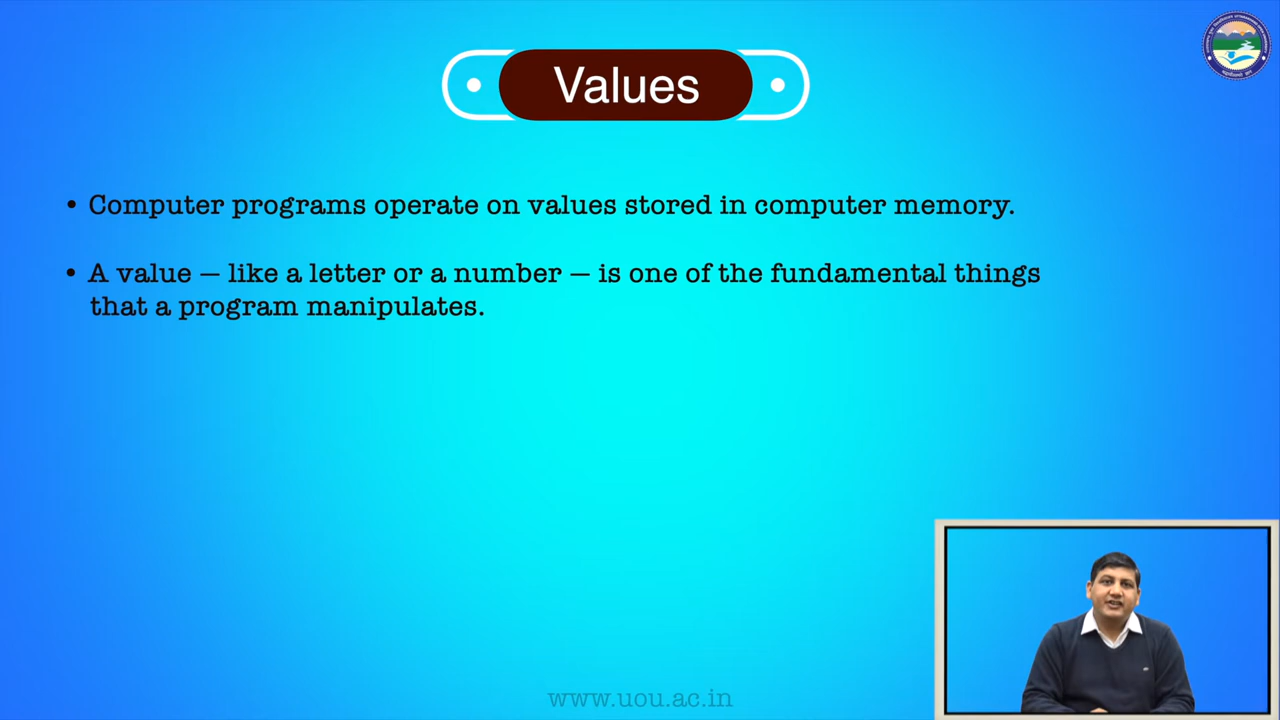 Values
• Computer programs operate on values stored in computer memory.
• A value — like a letter or a number — is one of the fundamental things
that a program manipulates.
www.uou.ac.in